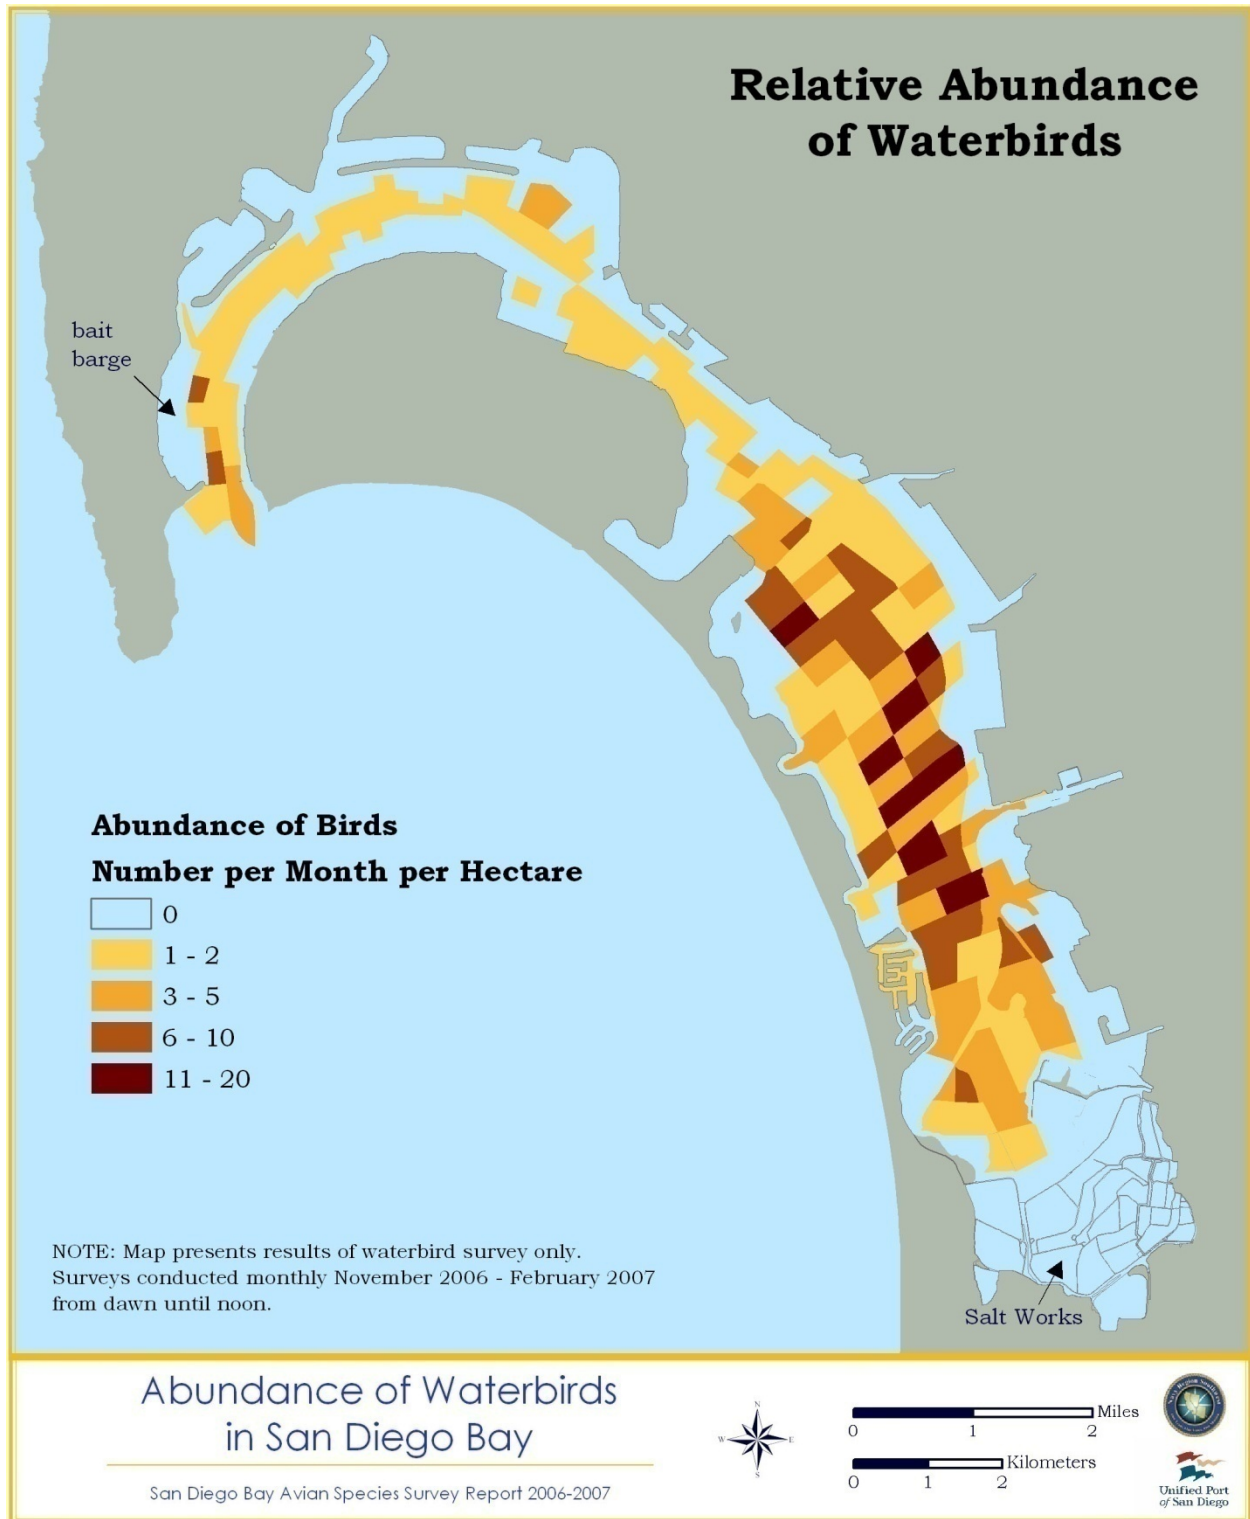 Relative Abundance
of Waterbirds
bait
barge
Abundance of Birds
Number per Month per Hectare
0
1 - 2
3 - 5
6 - 10
11 - 20
NOTE: Map presents results of waterbird survey only.
Surveys conducted monthly November 2006 - February 2007
from dawn until noon.
Salt Works
Abundance of Waterbirds
in San Diego Bay
San Diego Bay Avian Species Survey Report 2006-2007
N
W E
S
Miles
0 1 2
Kilometers
0 1 2
Navy Region Southwest
Unified Port
of San Diego